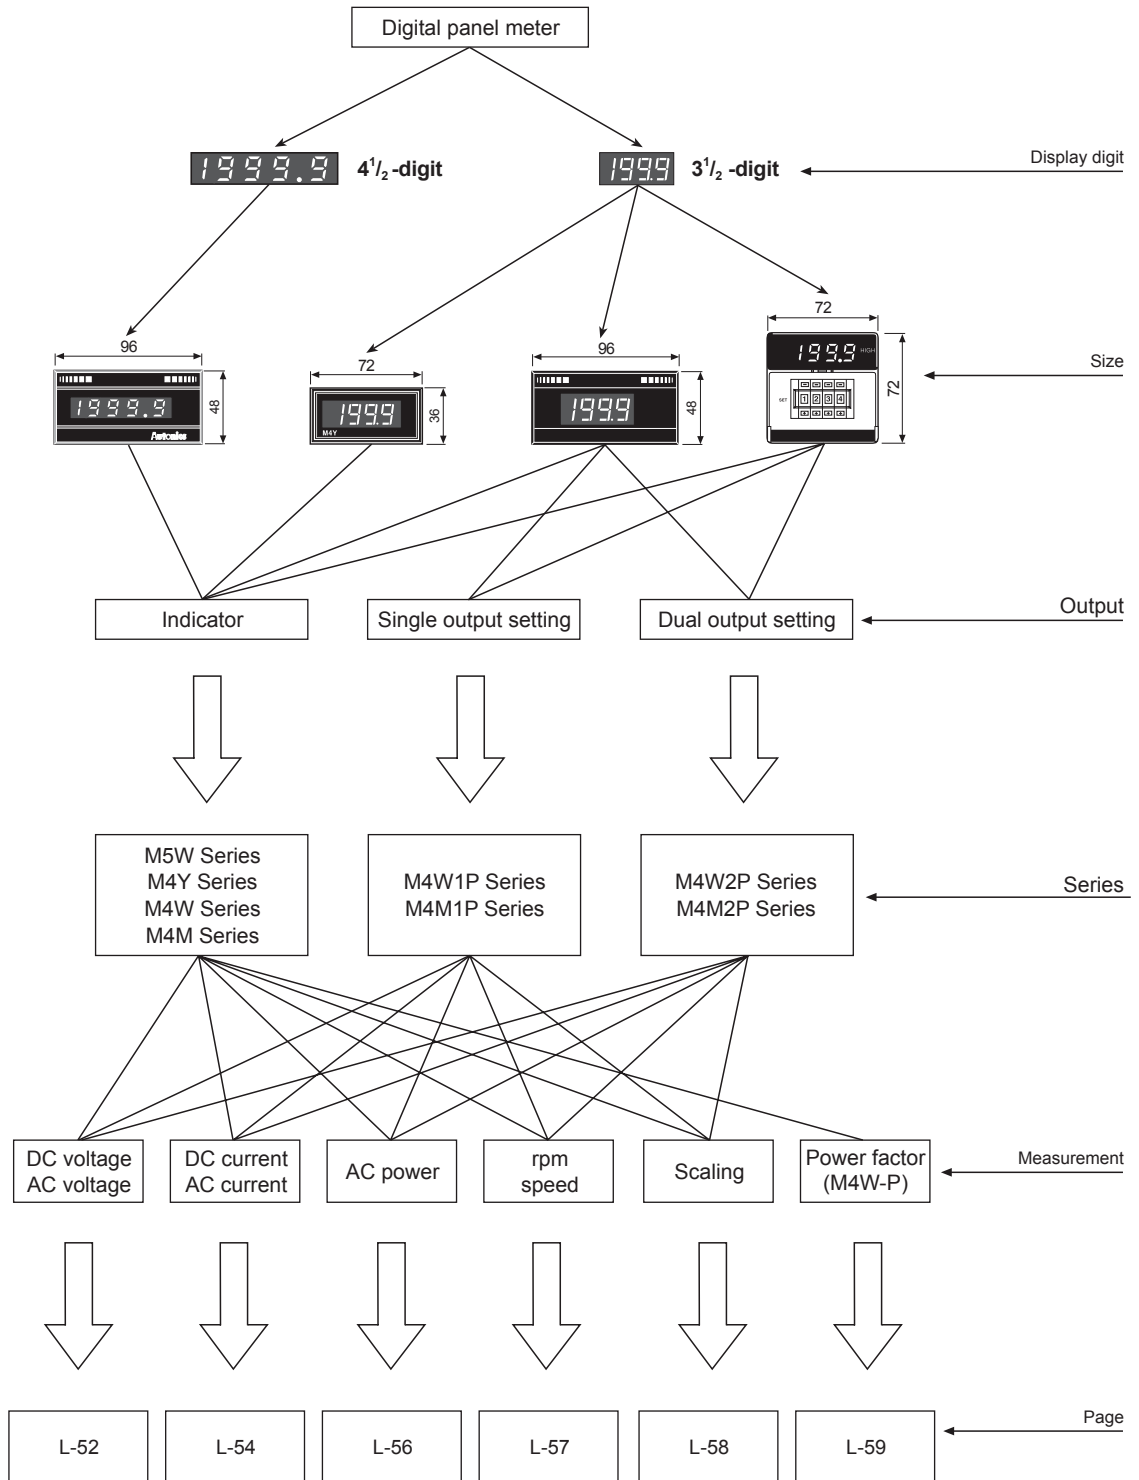 Digital panel meter
1999.9
4 1/2 -digit
199.9
3 1/2 -digit
Display digit
96
48
1999.9
Autonics
72
36
199.9
M4Y
96
48
199.9
72
72
199.9 HIGH
SET 1 2 3 4
Size
Indicator
Single output setting
Dual output setting
Output
M5W Series
M4Y Series
M4W Series
M4M Series
M4W1P Series
M4M1P Series
M4W2P Series
M4M2P Series
Series
DC voltage
AC voltage
DC current
AC current
AC power
rpm
speed
Scaling
Power factor
(M4W-P)
Measurement
L-52
L-54
L-56
L-57
L-58
L-59
Page